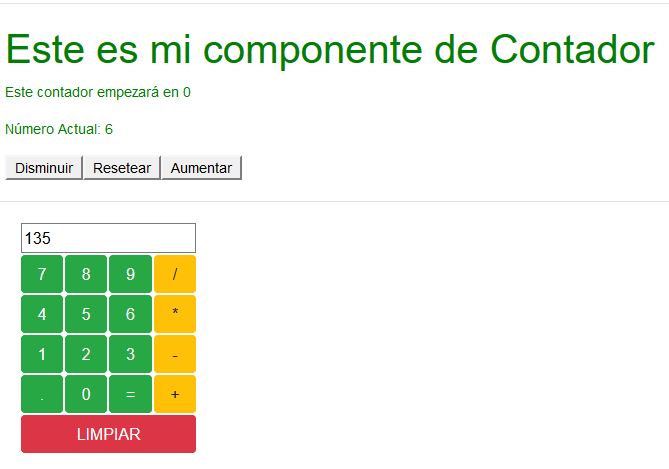 Este es mi componente de Contador
Este contador empezará en 0
Número Actual: 6
Disminuir Resetear Aumentar
135
7 8 9 /
4 5 6 *
1 2 3 -
. 0 = +
LIMPIAR